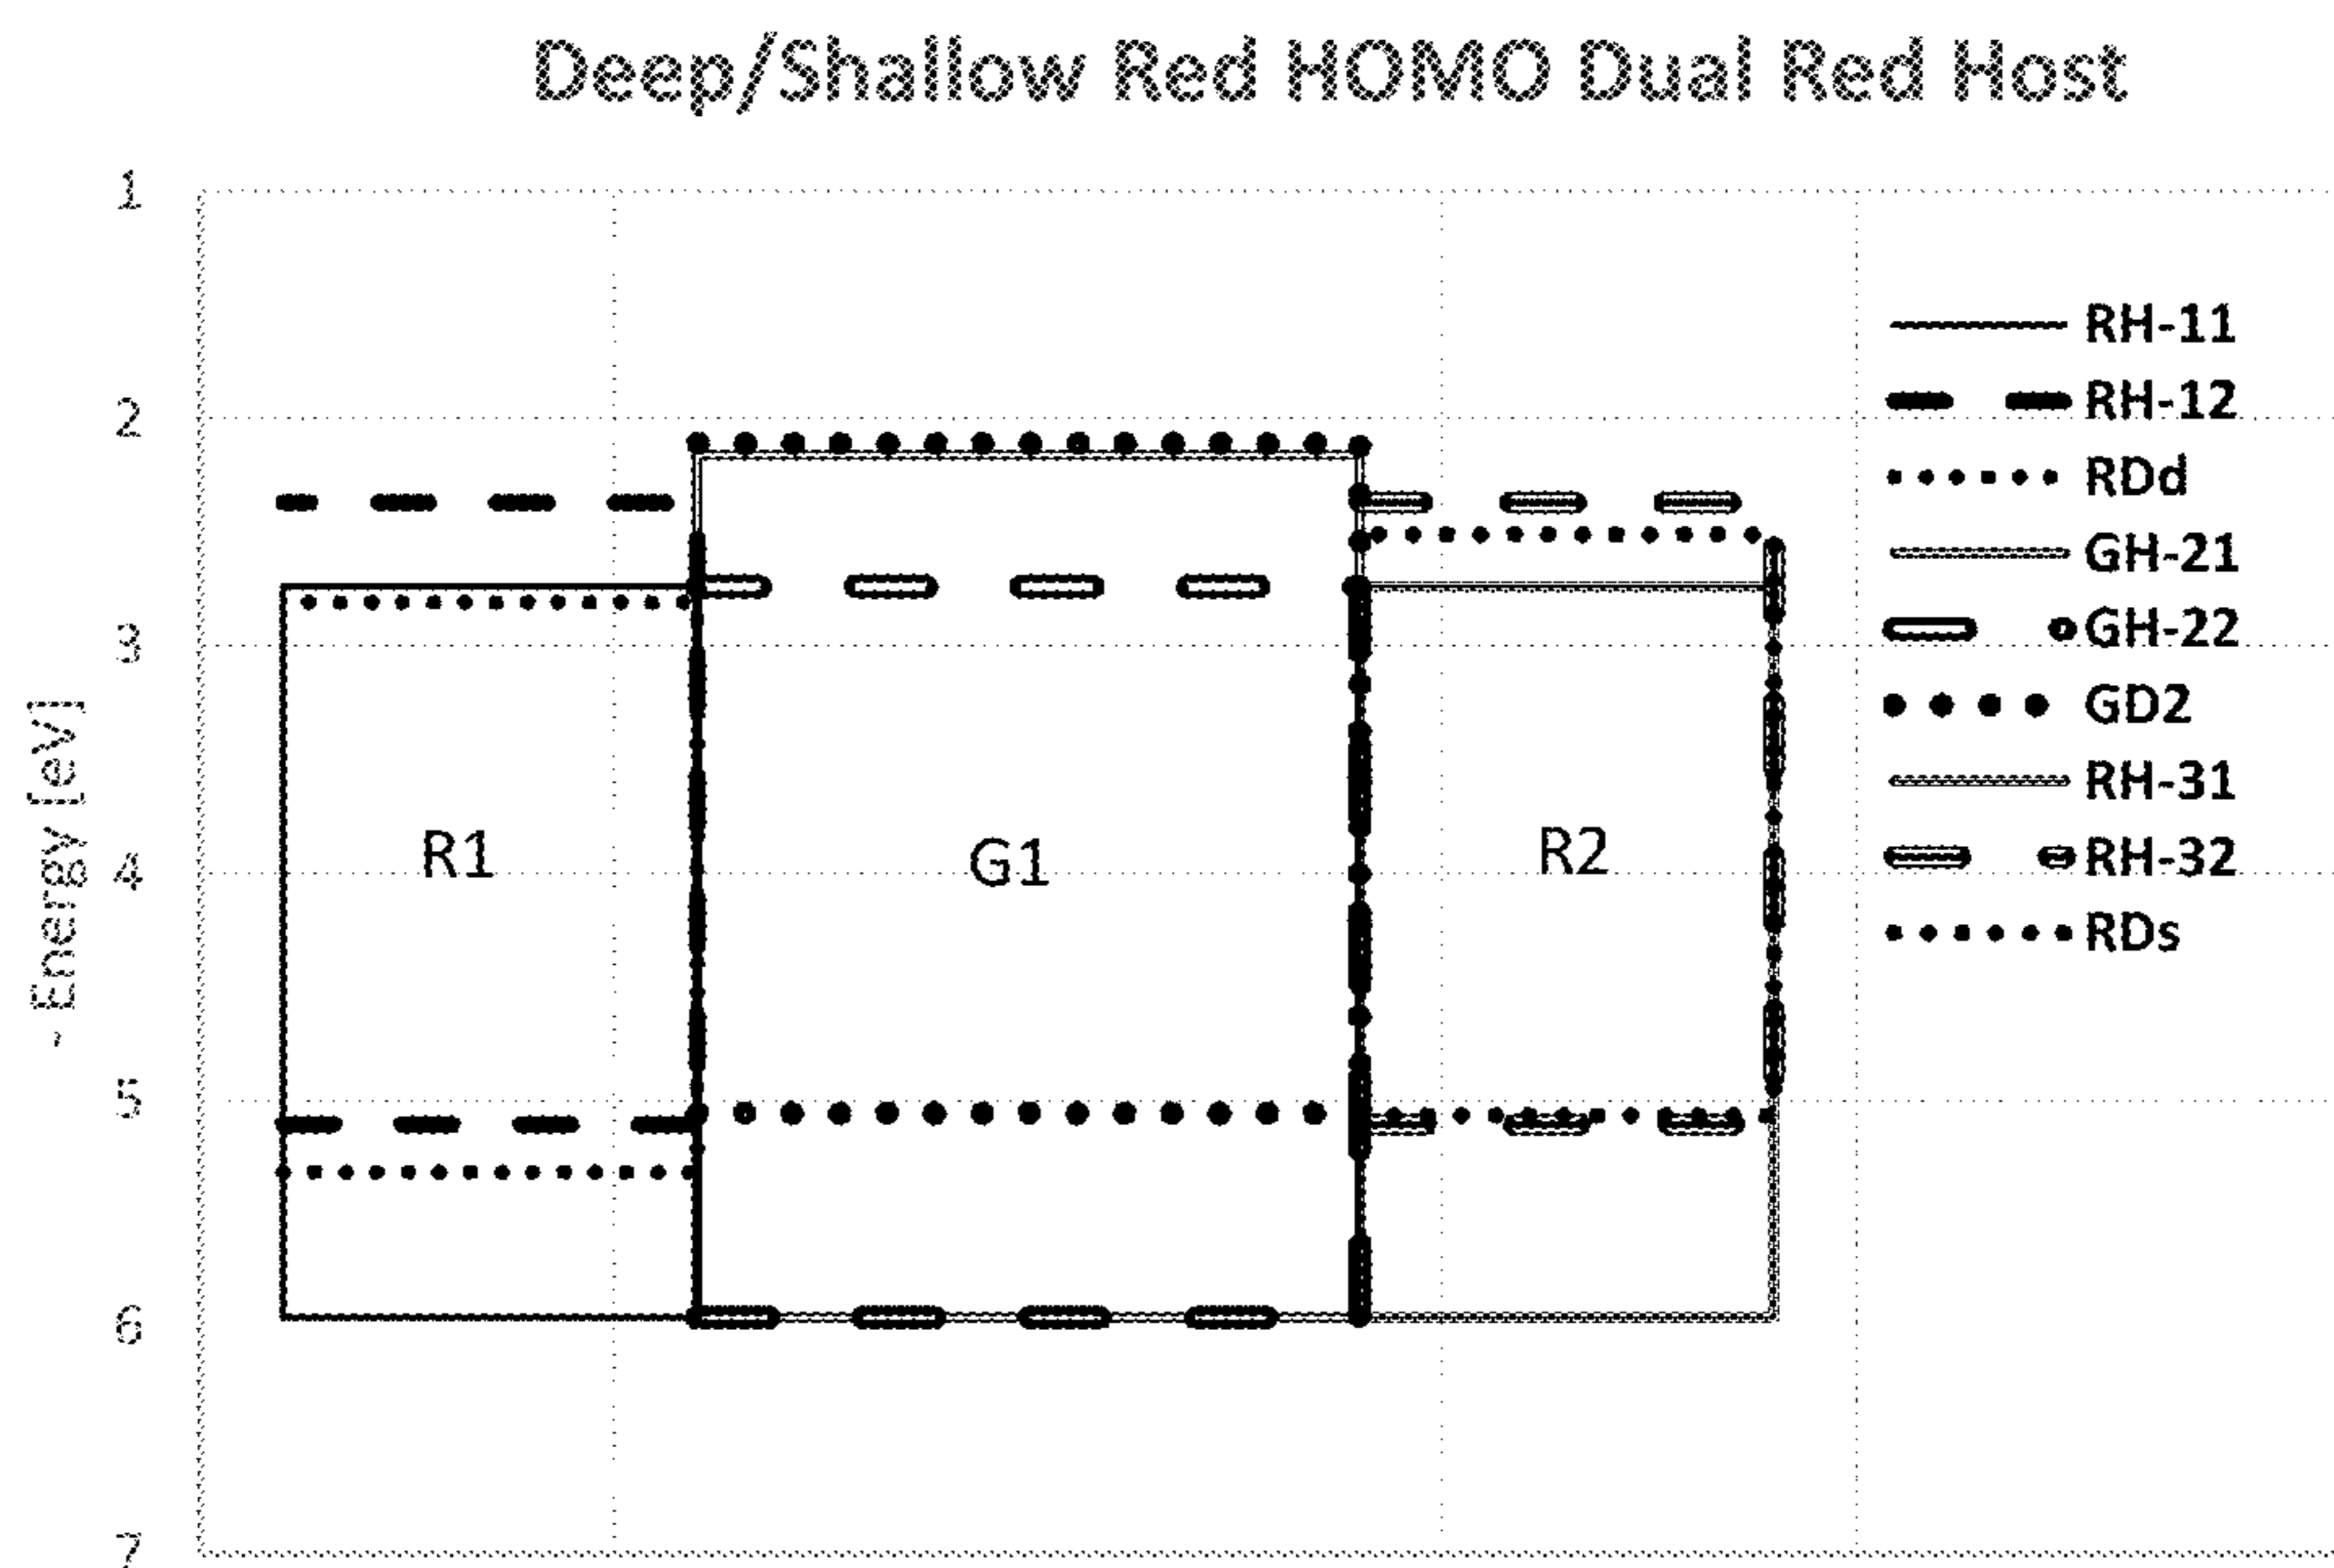 Deep/Shallow Red HOMO Dual Red Host
1
2
3
4
5
6
7
- Energy [eV]
R1
G1
R2
RH-11
RH-12
RDd
GH-21
GH-22
GD2
RH-31
RH-32
RDs